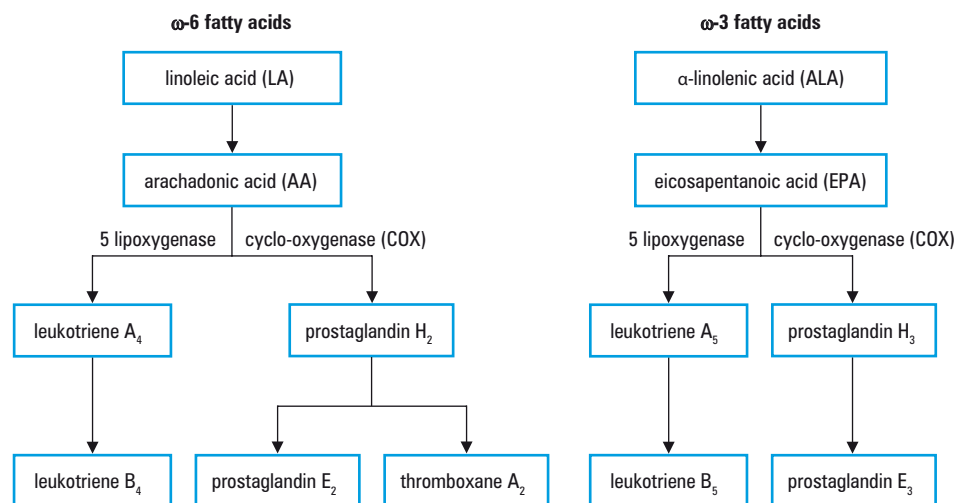 ω-6 fatty acids
ω-3 fatty acids
linoleic acid (LA)
α-linolenic acid (ALA)
arachadonic acid (AA)
eicosapentanoic acid (EPA)
5 lipoxygenase
cyclo-oxygenase (COX)
5 lipoxygenase
cyclo-oxygenase (COX)
leukotriene A₄
prostaglandin H₂
leukotriene A₅
prostaglandin H₃
leukotriene B₄
prostaglandin E₂
thromboxane A₂
leukotriene B₅
prostaglandin E₃